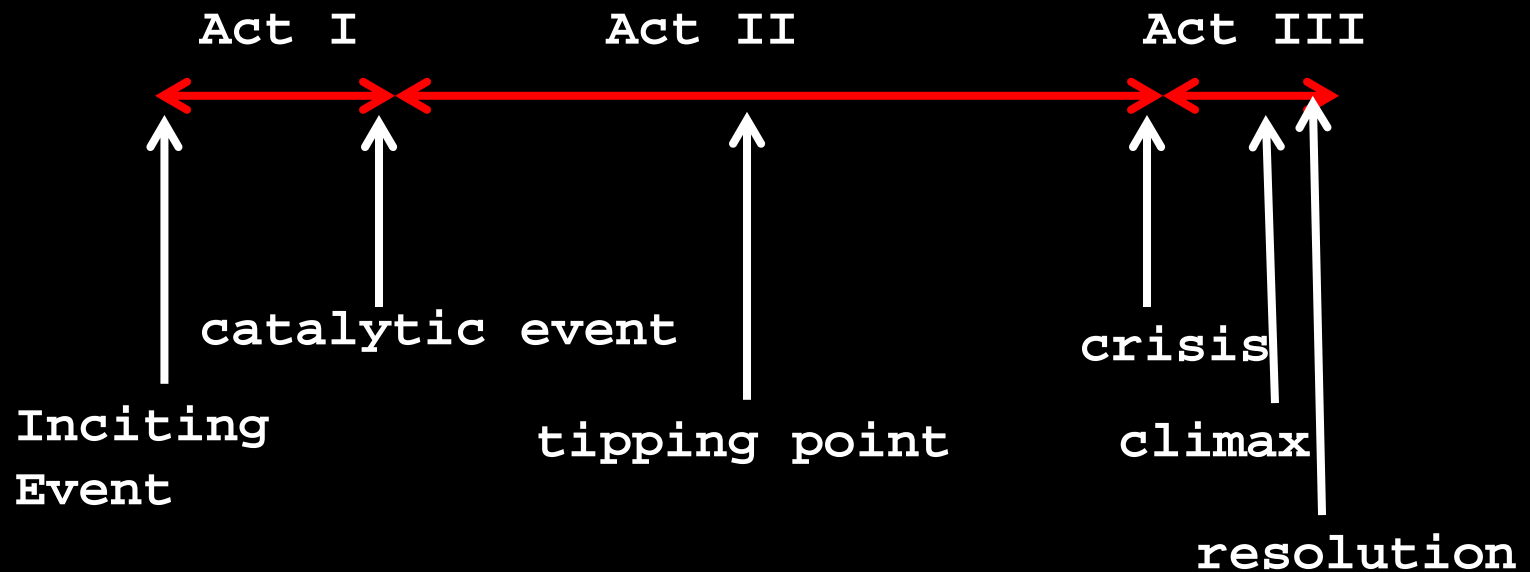 Act I
Act II
Act III
catalytic event
crisis
Inciting
Event
tipping point
climax
resolution